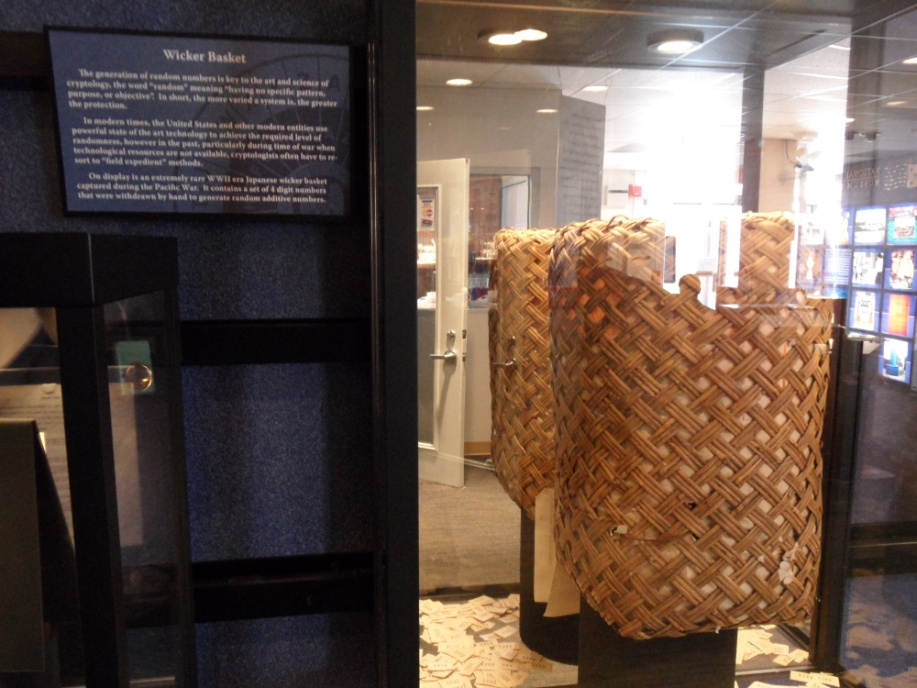 Wicker Basket
The generation of random numbers is key to the art and science of
cryptology, the word "random" meaning "having no specific pattern,
purpose, or objective". In short, the more varied a system is, the greater
the protection.
In modern times, the United States and other modern entities use
powerful state of the art technology to achieve the required level of
randomness, however in the past, particularly during time of war when
technological resources are not available, cryptologists often have to re-
sort to "field expedient" methods.
On display is an extremely rare WWII era Japanese wicker basket
captured during the Pacific War. It contains a set of 4 digit numbers
that were withdrawn by hand to generate random additive numbers.